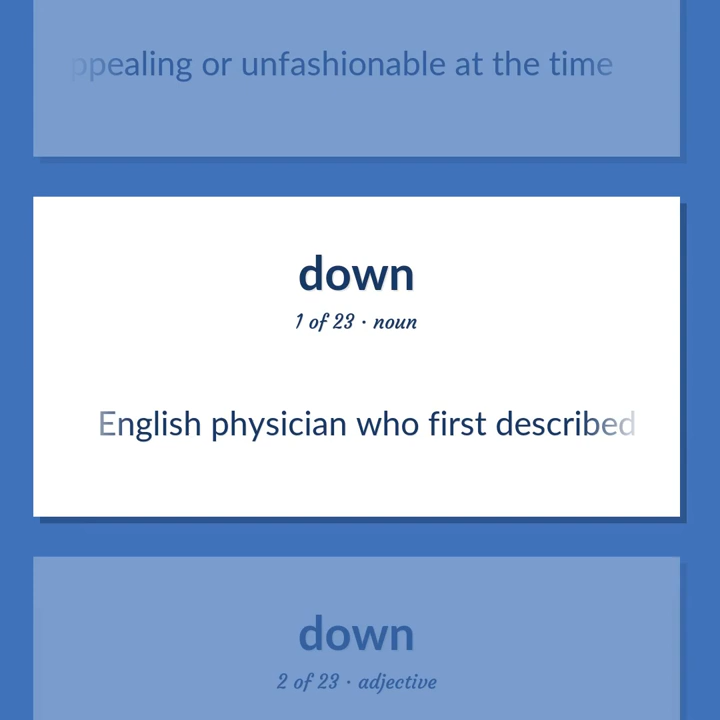 ppealing or unfashionable at the time
down
1 of 23 · noun
English physician who first described
down
2 of 23 · adjective